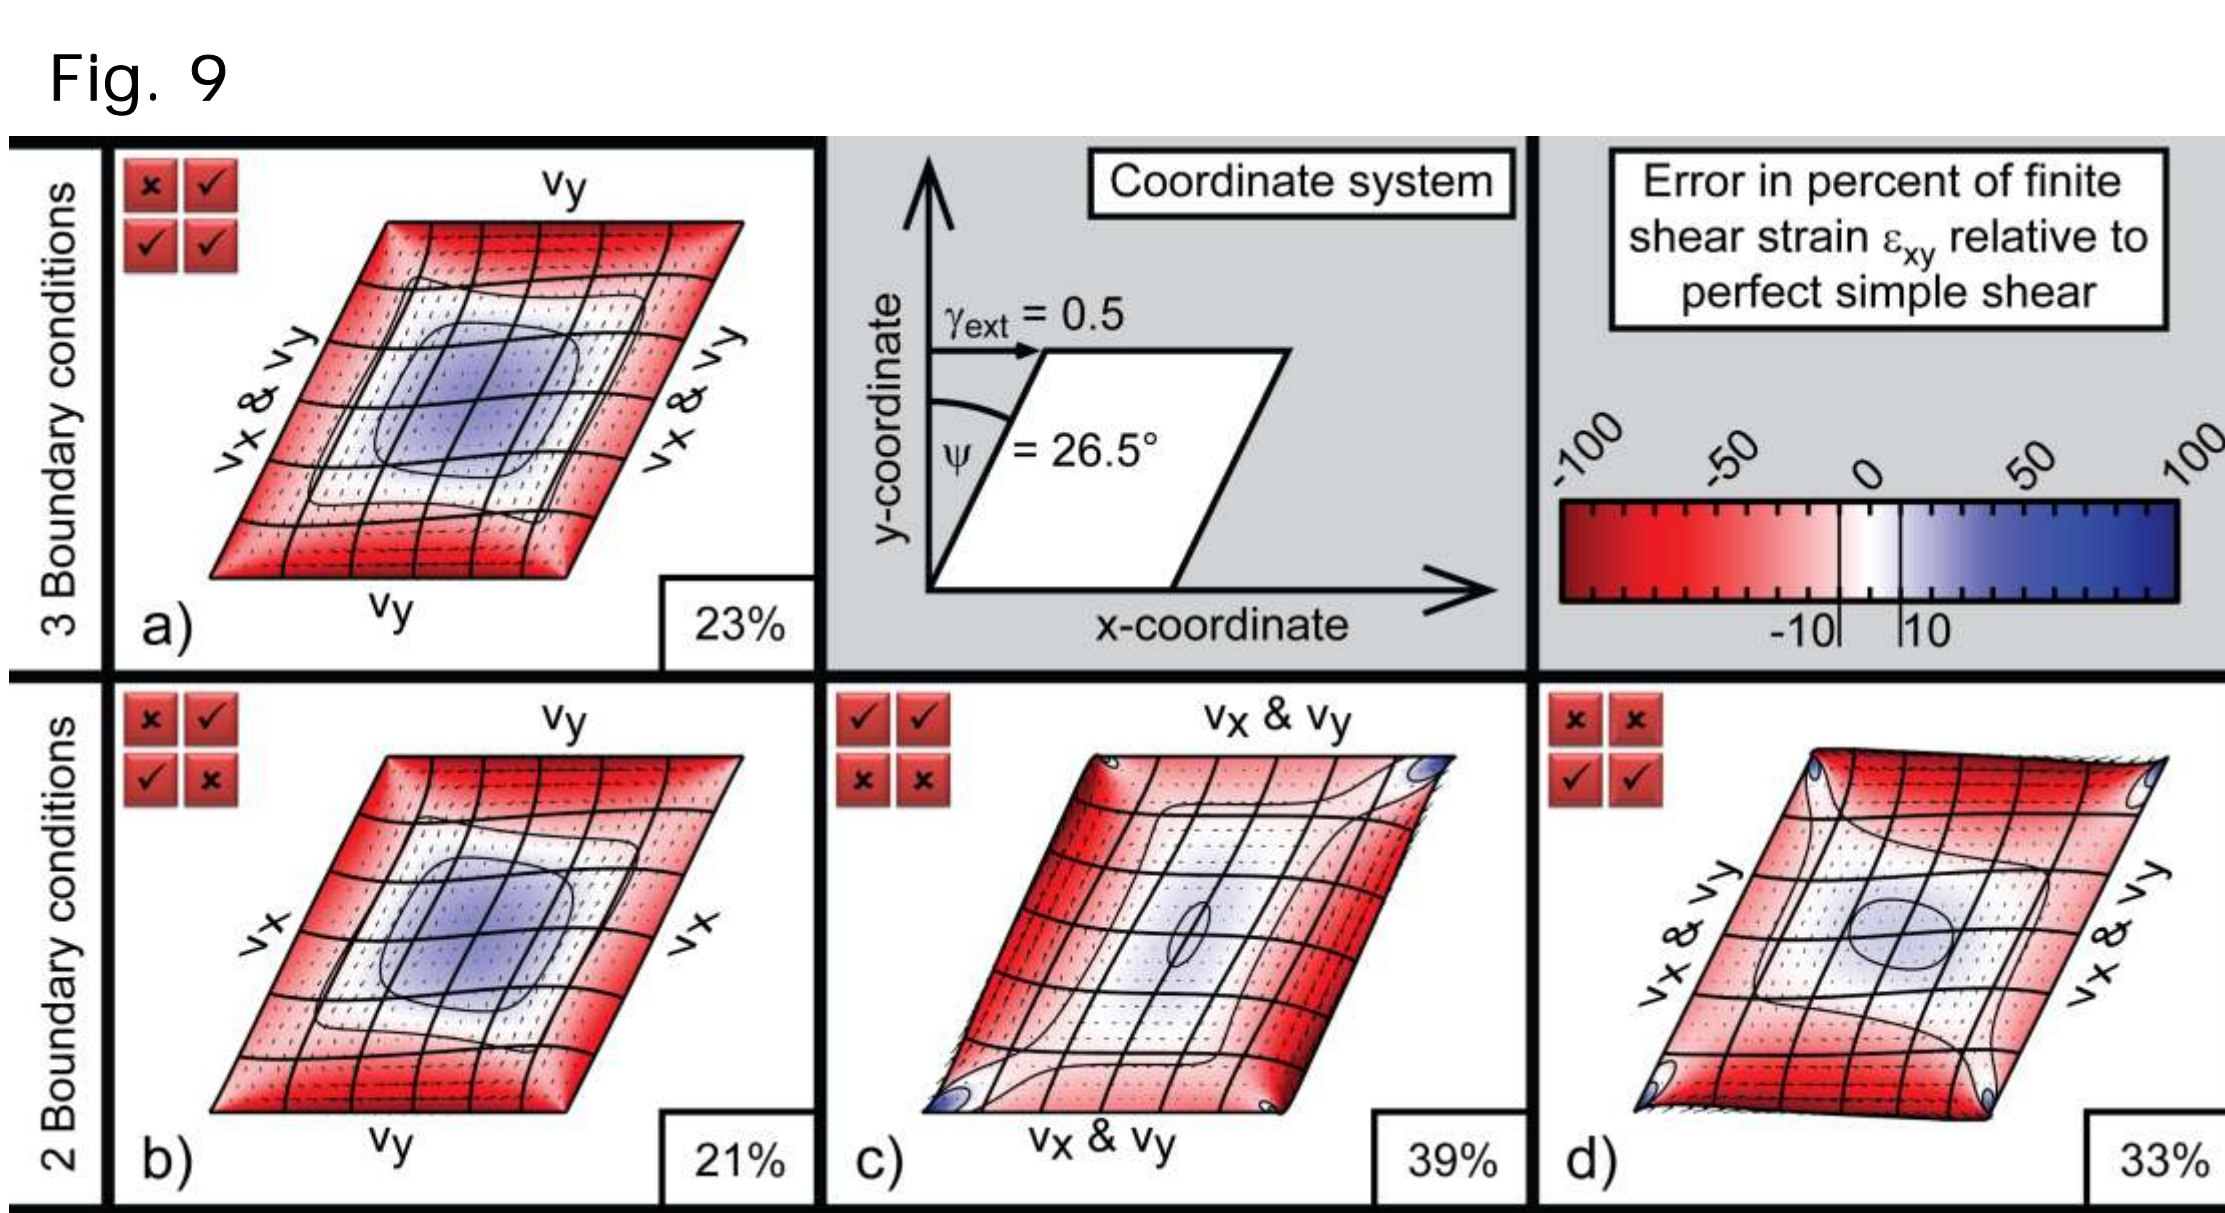 Fig. 9
3 Boundary conditions
vy
vx & vy
vx & vy
vy
a)
23%
Coordinate system
y-coordinate
γext = 0.5
ψ = 26.5°
x-coordinate
Error in percent of finite
shear strain εxy relative to
perfect simple shear
-100 -50 0 50 100
-10 10
2 Boundary conditions
vy
vx
vx
vy
b)
21%
vx & vy
vx & vy
c)
39%
vx & vy
vx & vy
d)
33%